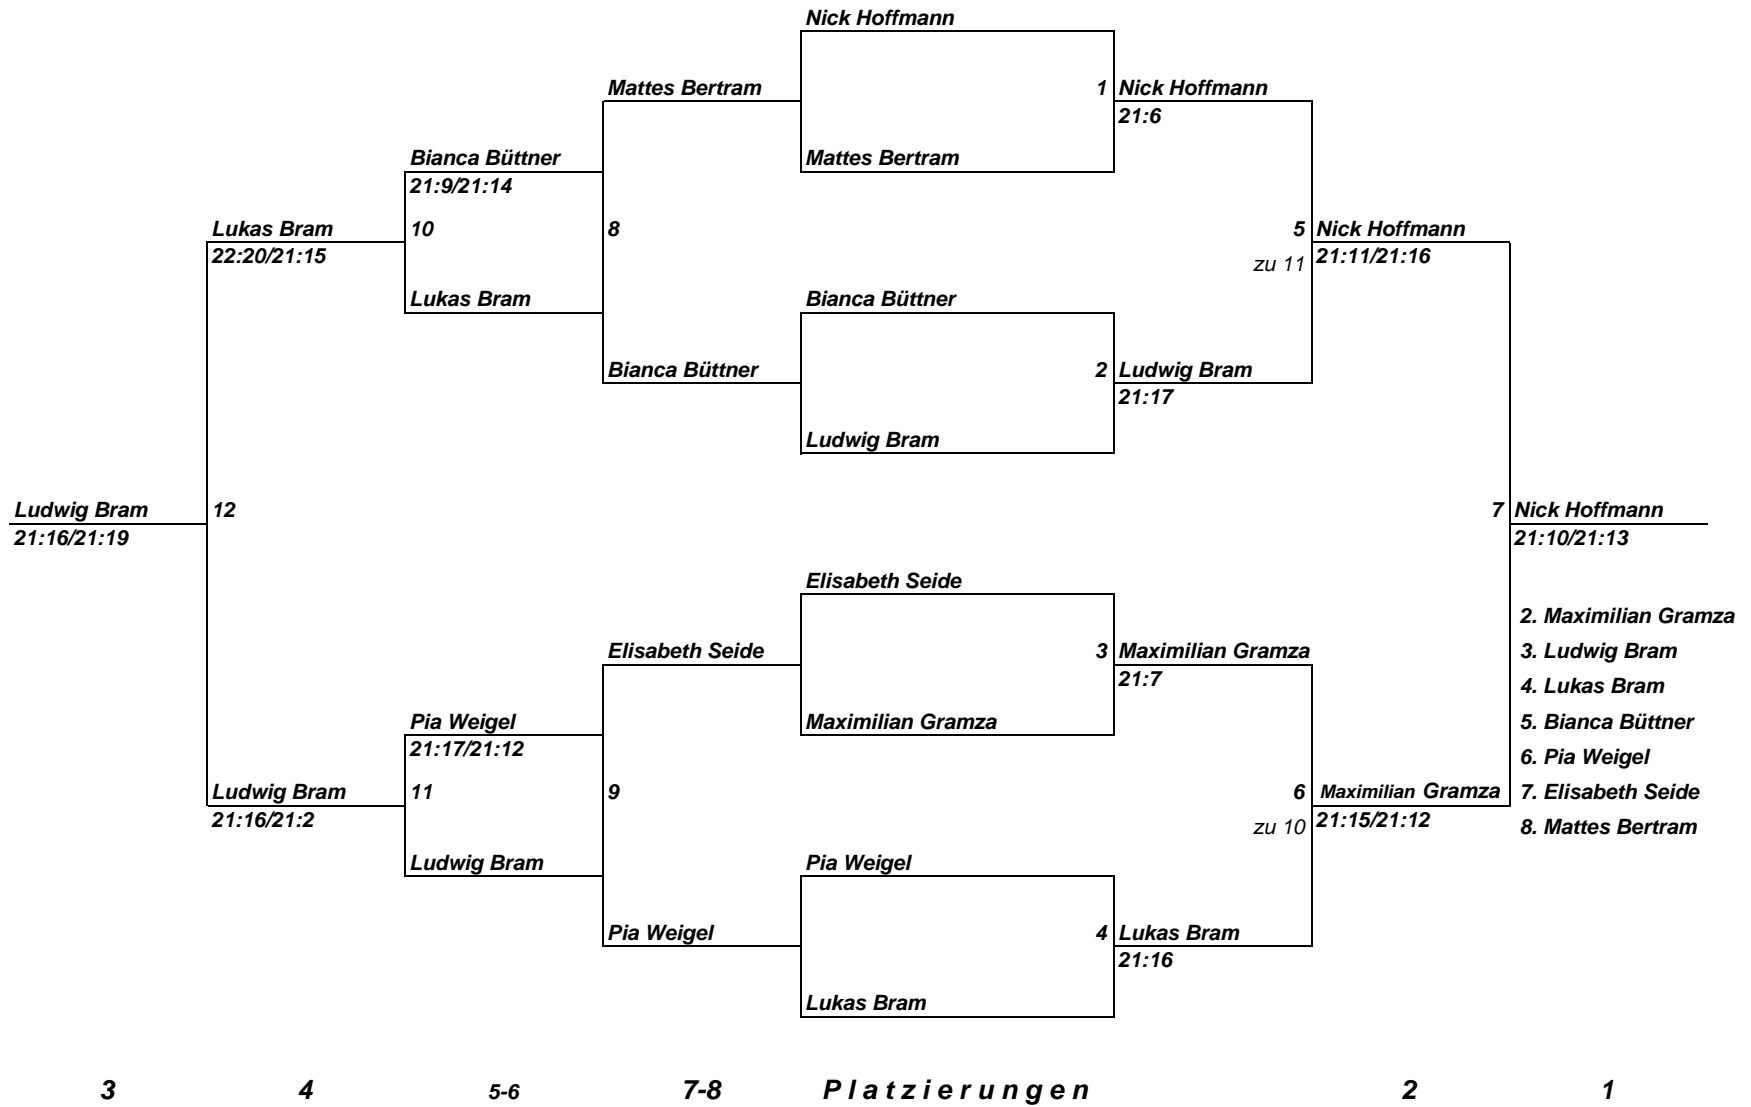 Nick Hoffmann
Mattes Bertram
1 Nick Hoffmann
21:6
Bianca Büttner
Mattes Bertram
21:9/21:14
Lukas Bram
10
8
5 Nick Hoffmann
22:20/21:15
zu 11 21:11/21:16
Lukas Bram
Bianca Büttner
Bianca Büttner
2 Ludwig Bram
21:17
Ludwig Bram
Ludwig Bram
12
7 Nick Hoffmann
21:16/21:19
21:10/21:13
Elisabeth Seide
2. Maximilian Gramza
Elisabeth Seide
3 Maximilian Gramza
3. Ludwig Bram
21:7
4. Lukas Bram
Pia Weigel
Maximilian Gramza
5. Bianca Büttner
21:17/21:12
6. Pia Weigel
Ludwig Bram
11
9
6 Maximilian Gramza
7. Elisabeth Seide
21:16/21:2
zu 10 21:15/21:12
8. Mattes Bertram
Ludwig Bram
Pia Weigel
Pia Weigel
4 Lukas Bram
21:16
Lukas Bram
3 4 5-6 7-8 Platzierungen 2 1